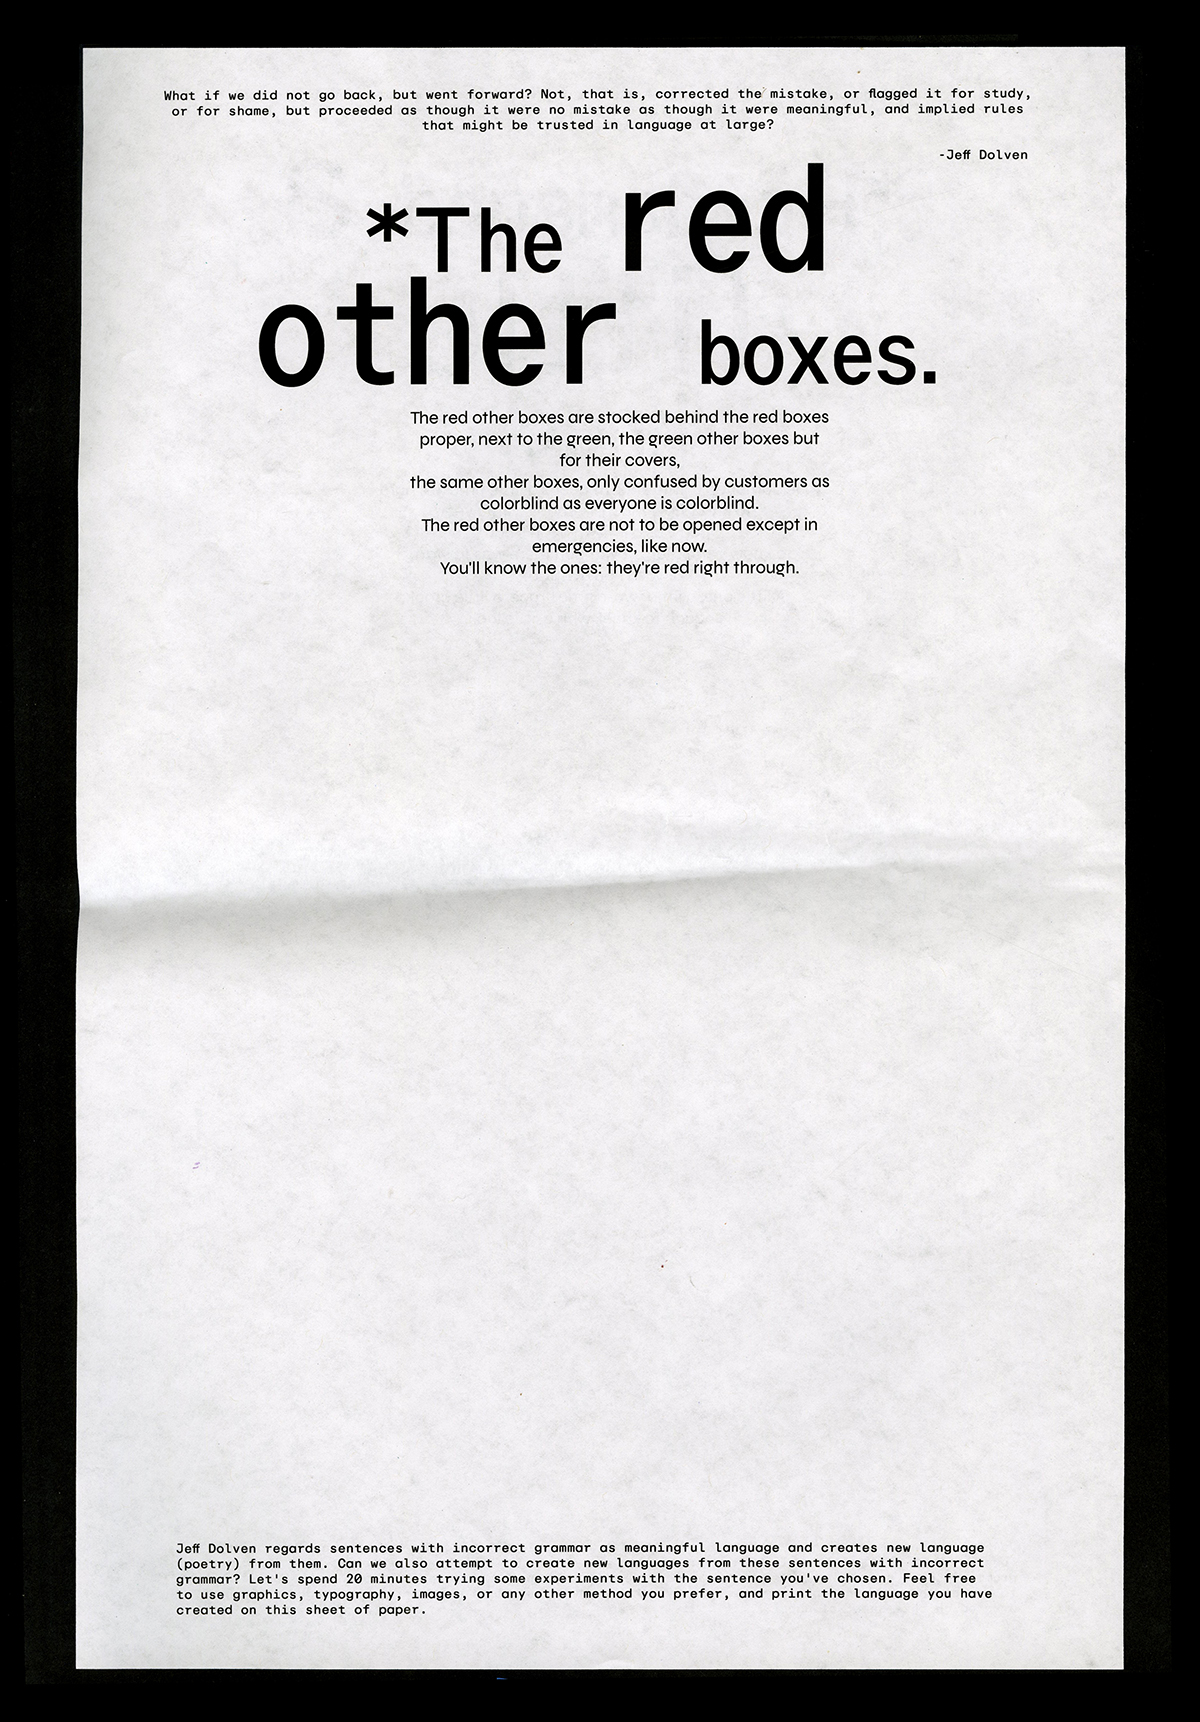 What if we did not go back, but went forward? Not, that is, corrected the mistake, or flagged it for study,
or for shame, but proceeded as though it were no mistake as though it were meaningful, and implied rules
that might be trusted in language at large?
-Jeff Dolven
*The red
other boxes.
The red other boxes are stocked behind the red boxes
proper, next to the green, the green other boxes but
for their covers,
the same other boxes, only confused by customers as
colorblind as everyone is colorblind.
The red other boxes are not to be opened except in
emergencies, like now.
You'll know the ones: they're red right through.
Jeff Dolven regards sentences with incorrect grammar as meaningful language and creates new language
(poetry) from them. Can we also attempt to create new languages from these sentences with incorrect
grammar? Let's spend 20 minutes trying some experiments with the sentence you've chosen. Feel free
to use graphics, typography, images, or any other method you prefer, and print the language you have
created on this sheet of paper.